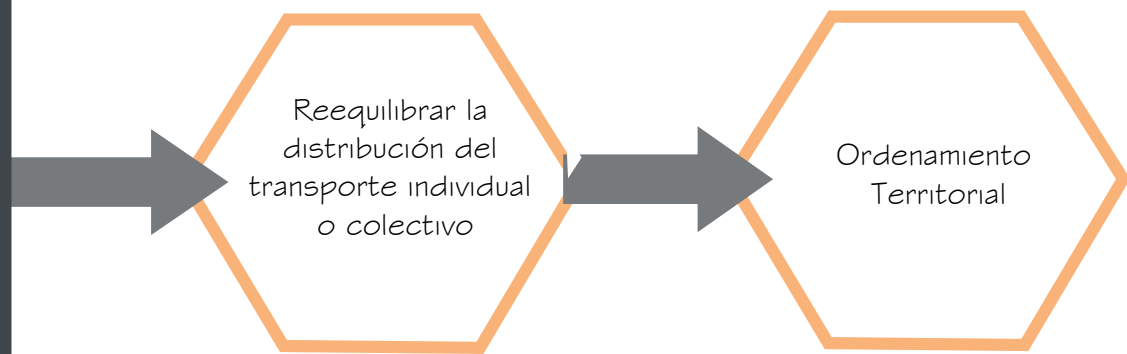 Reequilibrar la
distribución del
transporte individual
o colectivo
Ordenamiento
Territorial